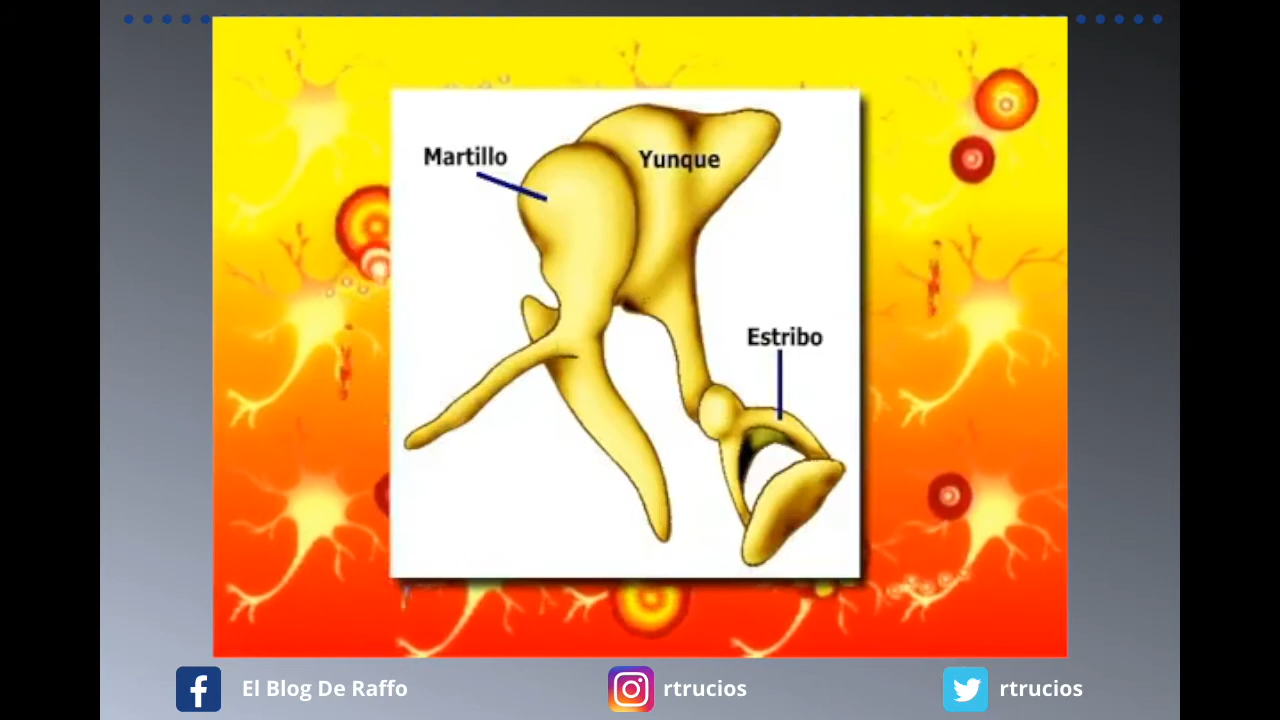 Martillo
Yunque
Estribo
El Blog De Raffo
rtrucios
rtrucios